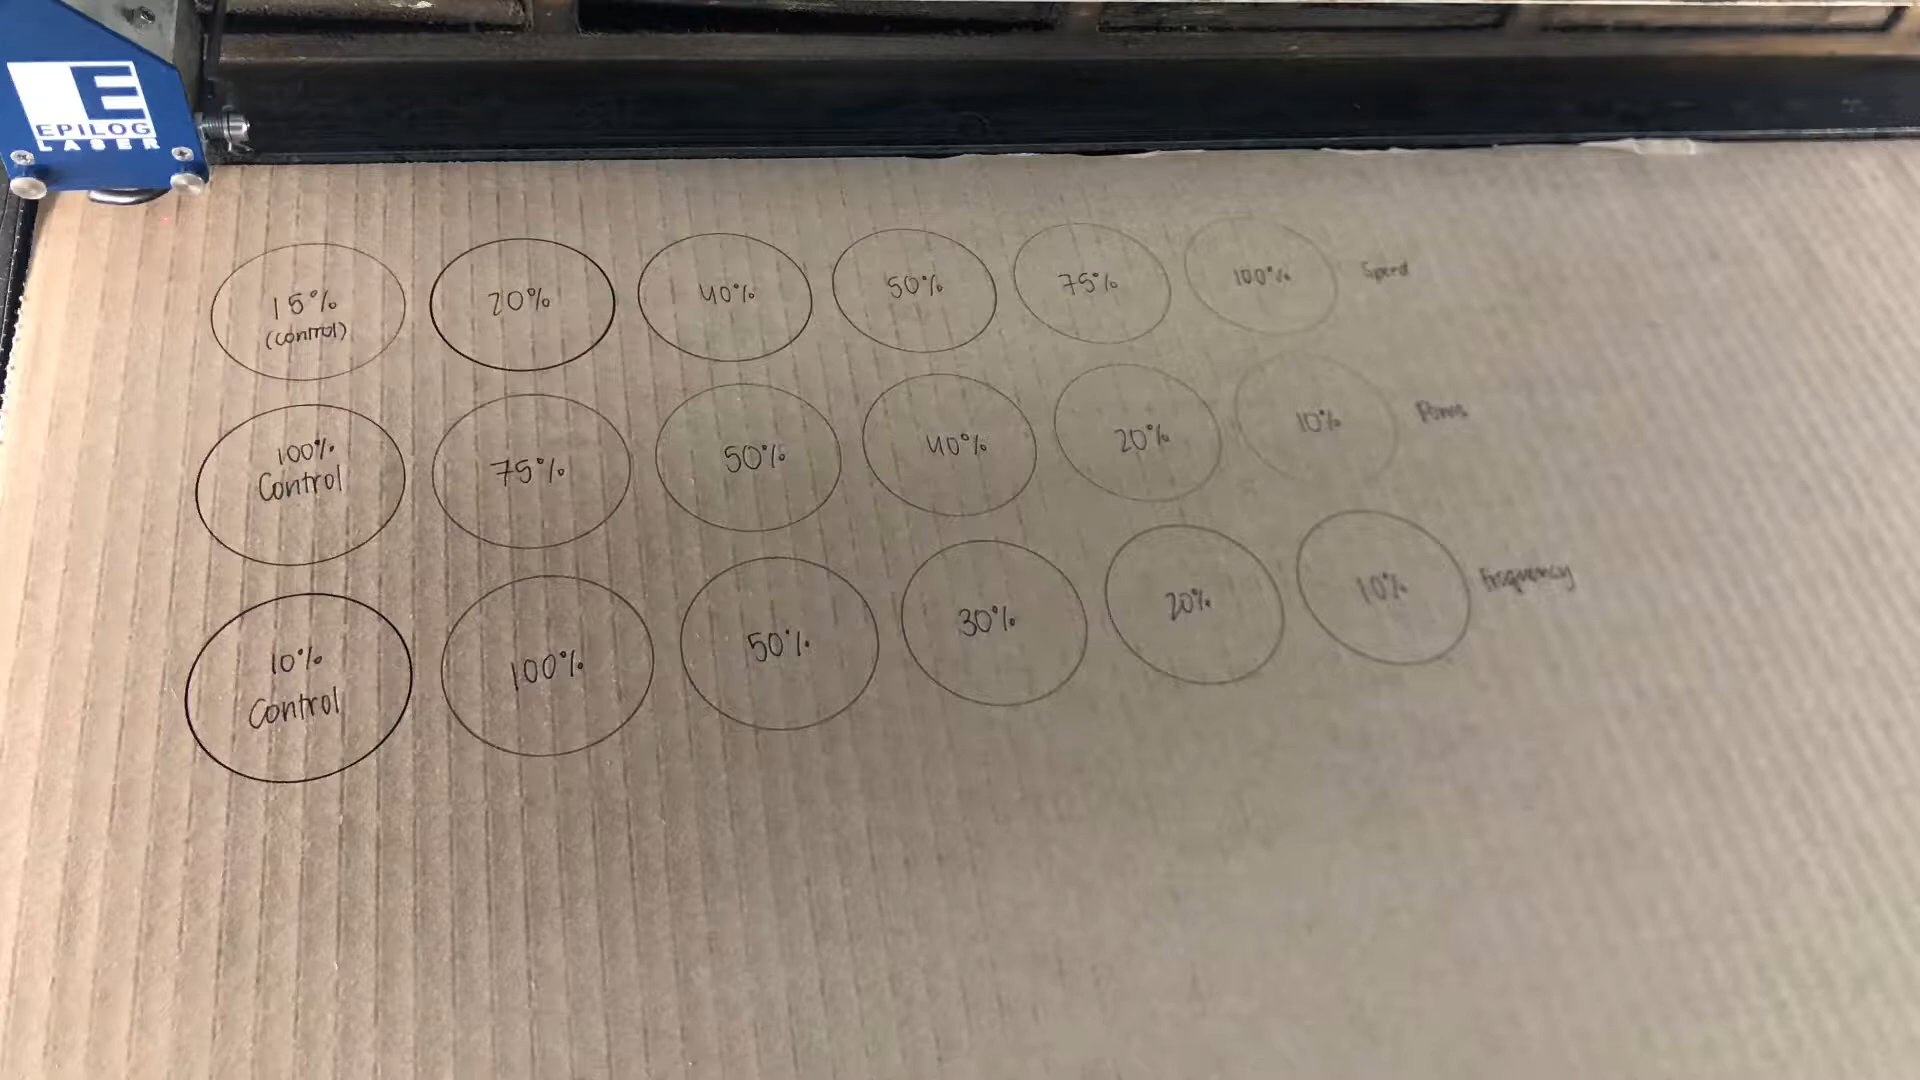 EPILOG
LASER
15% 20% 40% 50% 75% 100% Speed
(control)
100% 75% 50% 40% 20% 10% Power
Control
10% 100% 50% 30% 20% 10% Frequency
Control